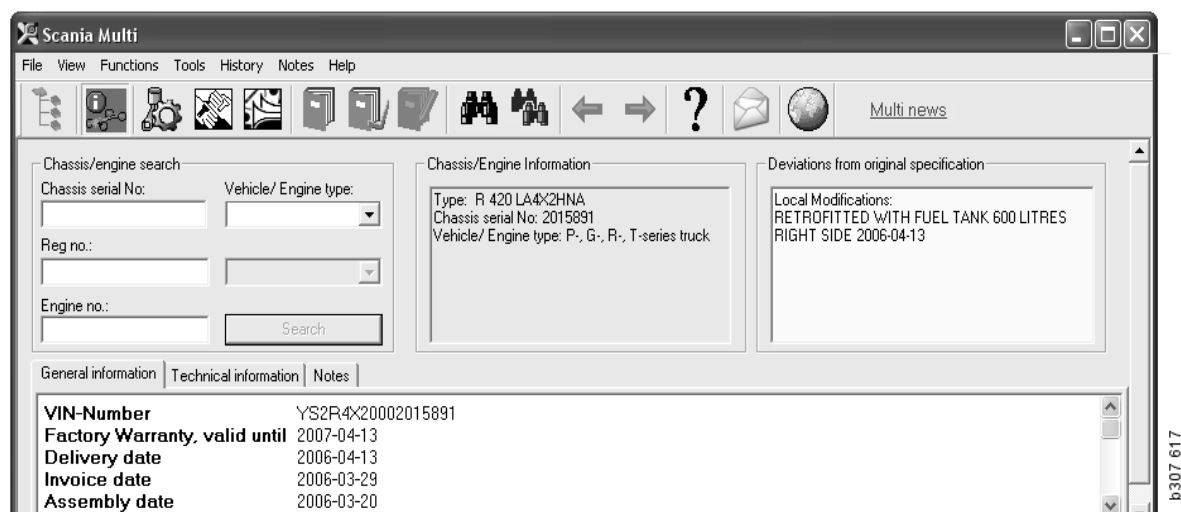 Scania Multi
File View Functions Tools History Notes Help
Multi news
Chassis/engine search
Chassis serial No:
Vehicle/ Engine type:
Reg no.:
Engine no.:
Search
Chassis/Engine Information
Type: R 420 LA4X2HNA
Chassis serial No: 2015891
Vehicle/ Engine type: P-, G-, R-, T-series truck
Deviations from original specification
Local Modifications:
RETROFITTED WITH FUEL TANK 600 LITRES
RIGHT SIDE 2006-04-13
General information Technical information Notes
VIN-Number YS2R4X20002015891
Factory Warranty, valid until 2007-04-13
Delivery date 2006-04-13
Invoice date 2006-03-29
Assembly date 2006-03-20
b307 617